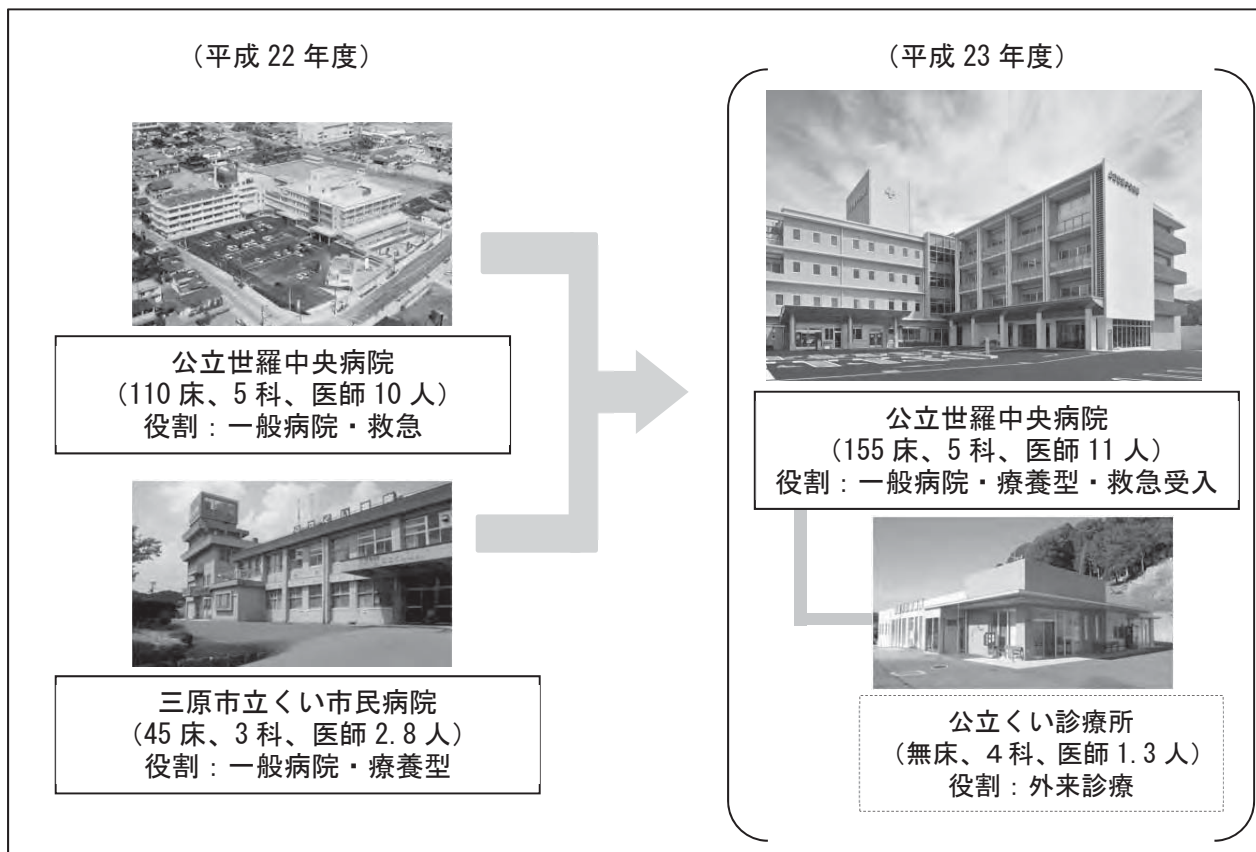 （平成 22 年度）
公立世羅中央病院
（110 床、5 科、医師 10 人）
役割：一般病院・救急
三原市立くい市民病院
（45 床、3 科、医師 2.8 人）
役割：一般病院・療養型
（平成 23 年度）
公立世羅中央病院
（155 床、5 科、医師 11 人）
役割：一般病院・療養型・救急受入
公立くい診療所
（無床、４科、医師 1.3 人）
役割：外来診療